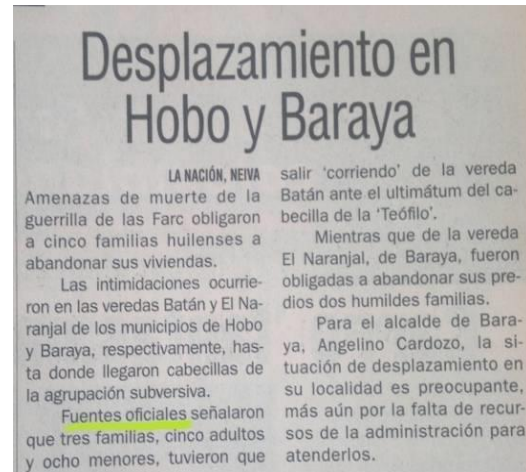 Desplazamiento en
Hobo y Baraya
LA NACIÓN, NEIVA
Amenazas de muerte de la
guerrilla de las Farc obligaron
a cinco familias huilenses a
abandonar sus viviendas.
Las intimidaciones ocurrie-
ron en las veredas Batán y El Na-
ranjal de los municipios de Hobo
y Baraya, respectivamente, has-
ta donde llegaron cabecillas de
la agrupación subversiva.
Fuentes oficiales señalaron
que tres familias, cinco adultos
y ocho menores, tuvieron que
salir ‘corriendo’ de la vereda
Batán ante el ultimátum del ca-
becilla de la ‘Teófilo’.
Mientras que de la vereda
El Naranjal, de Baraya, fueron
obligadas a abandonar sus pre-
dios dos humildes familias.
Para el alcalde de Bara-
ya, Angelino Cardozo, la si-
tuación de desplazamiento en
su localidad es preocupante,
más aún por la falta de recur-
sos de la administración para
atenderlos.